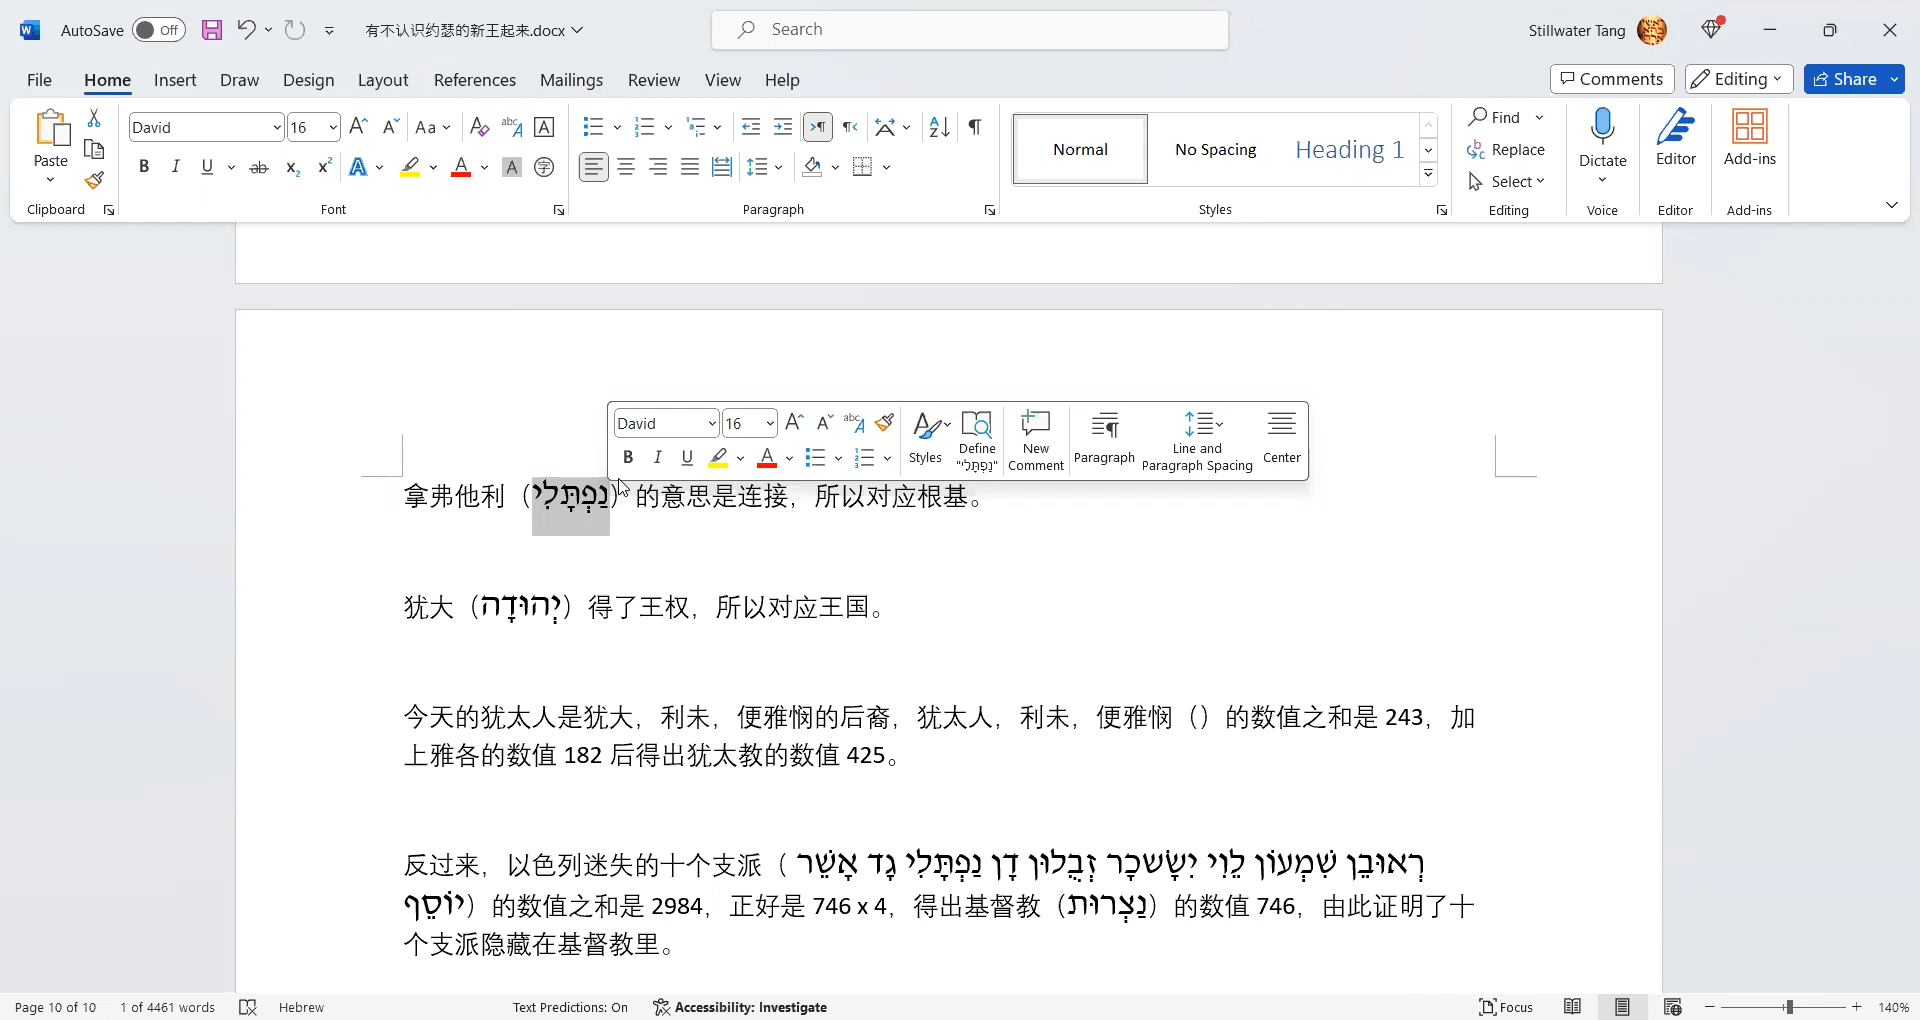 AutoSave Off 有不认识约瑟的新王起来.docx Search Stillwater Tang
File Home Insert Draw Design Layout References Mailings Review View Help Comments Editing Share
Paste David 16 Aa Normal No Spacing Heading 1 Find Replace Select Dictate Editor Add-ins
Clipboard Font Paragraph Styles Editing Voice Editor Add-ins
David 16 Styles Define "נַפְתָּלִי" New Comment Paragraph Line and Paragraph Spacing Center
拿弗他利（נַפְתָּלִי）的意思是连接，所以对应根基。
犹大（יְהוּדָה）得了王权，所以对应王国。
今天的犹太人是犹大，利未，便雅悯的后裔，犹太人，利未，便雅悯（）的数值之和是 243，加
上雅各的数值 182 后得出犹太教的数值 425。
反过来，以色列迷失的十个支派（ רְאוּבֵן שִׁמְעוֹן לֵוִי יִשָּׂשכָר זְבֻלוּן דָן נַפְתָּלִי גָד אָשֵׁר
יוֹסֵף）的数值之和是 2984，正好是 746 x 4，得出基督教（נַצְרוּת）的数值 746，由此证明了十
个支派隐藏在基督教里。
Page 10 of 10 1 of 4461 words Hebrew Text Predictions: On Accessibility: Investigate Focus 140%